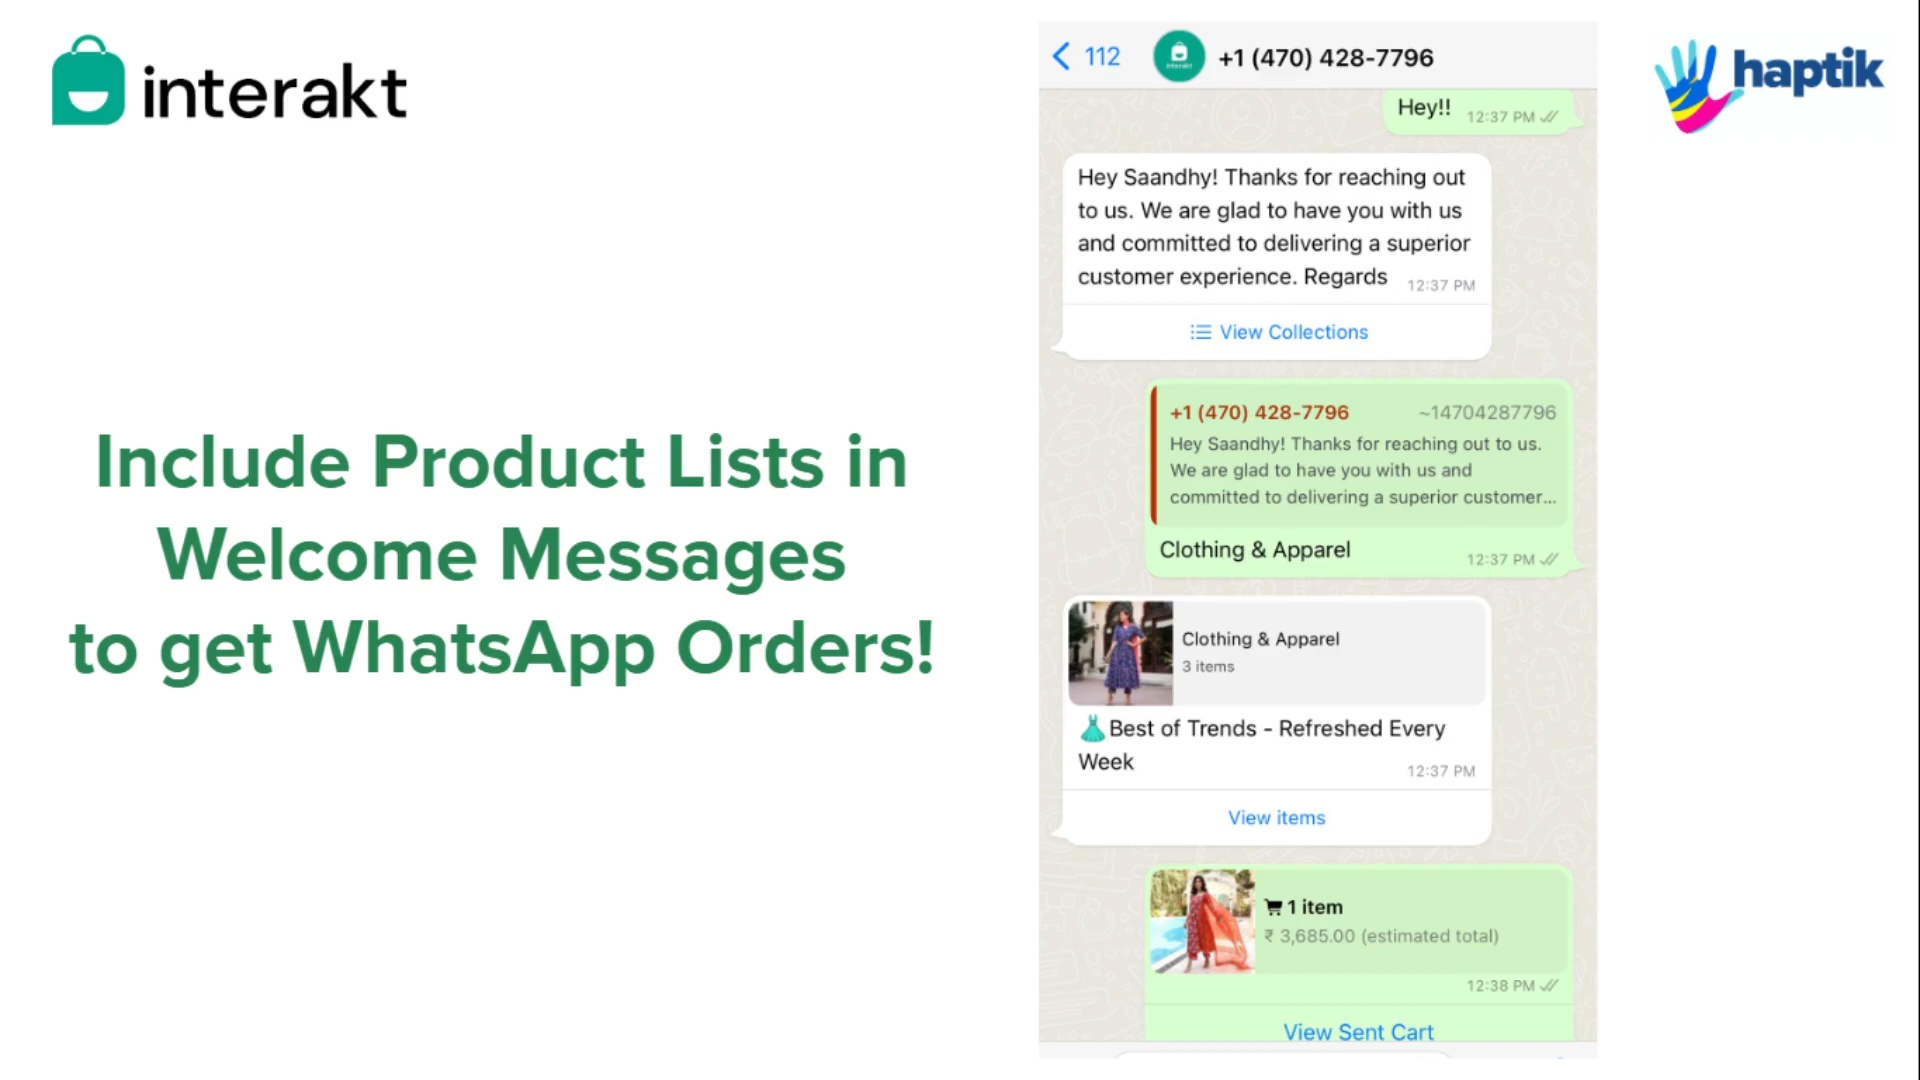 interakt
Include Product Lists in
Welcome Messages
to get WhatsApp Orders!
112
+1 (470) 428-7796
Hey!!
12:37 PM
Hey Saandhy! Thanks for reaching out
to us. We are glad to have you with us
and committed to delivering a superior
customer experience. Regards
12:37 PM
View Collections
+1 (470) 428-7796 ~14704287796
Hey Saandhy! Thanks for reaching out to us.
We are glad to have you with us and
committed to delivering a superior customer...
Clothing & Apparel
12:37 PM
Clothing & Apparel
3 items
Best of Trends - Refreshed Every
Week
12:37 PM
View items
1 item
₹ 3,685.00 (estimated total)
12:38 PM
View Sent Cart
haptik